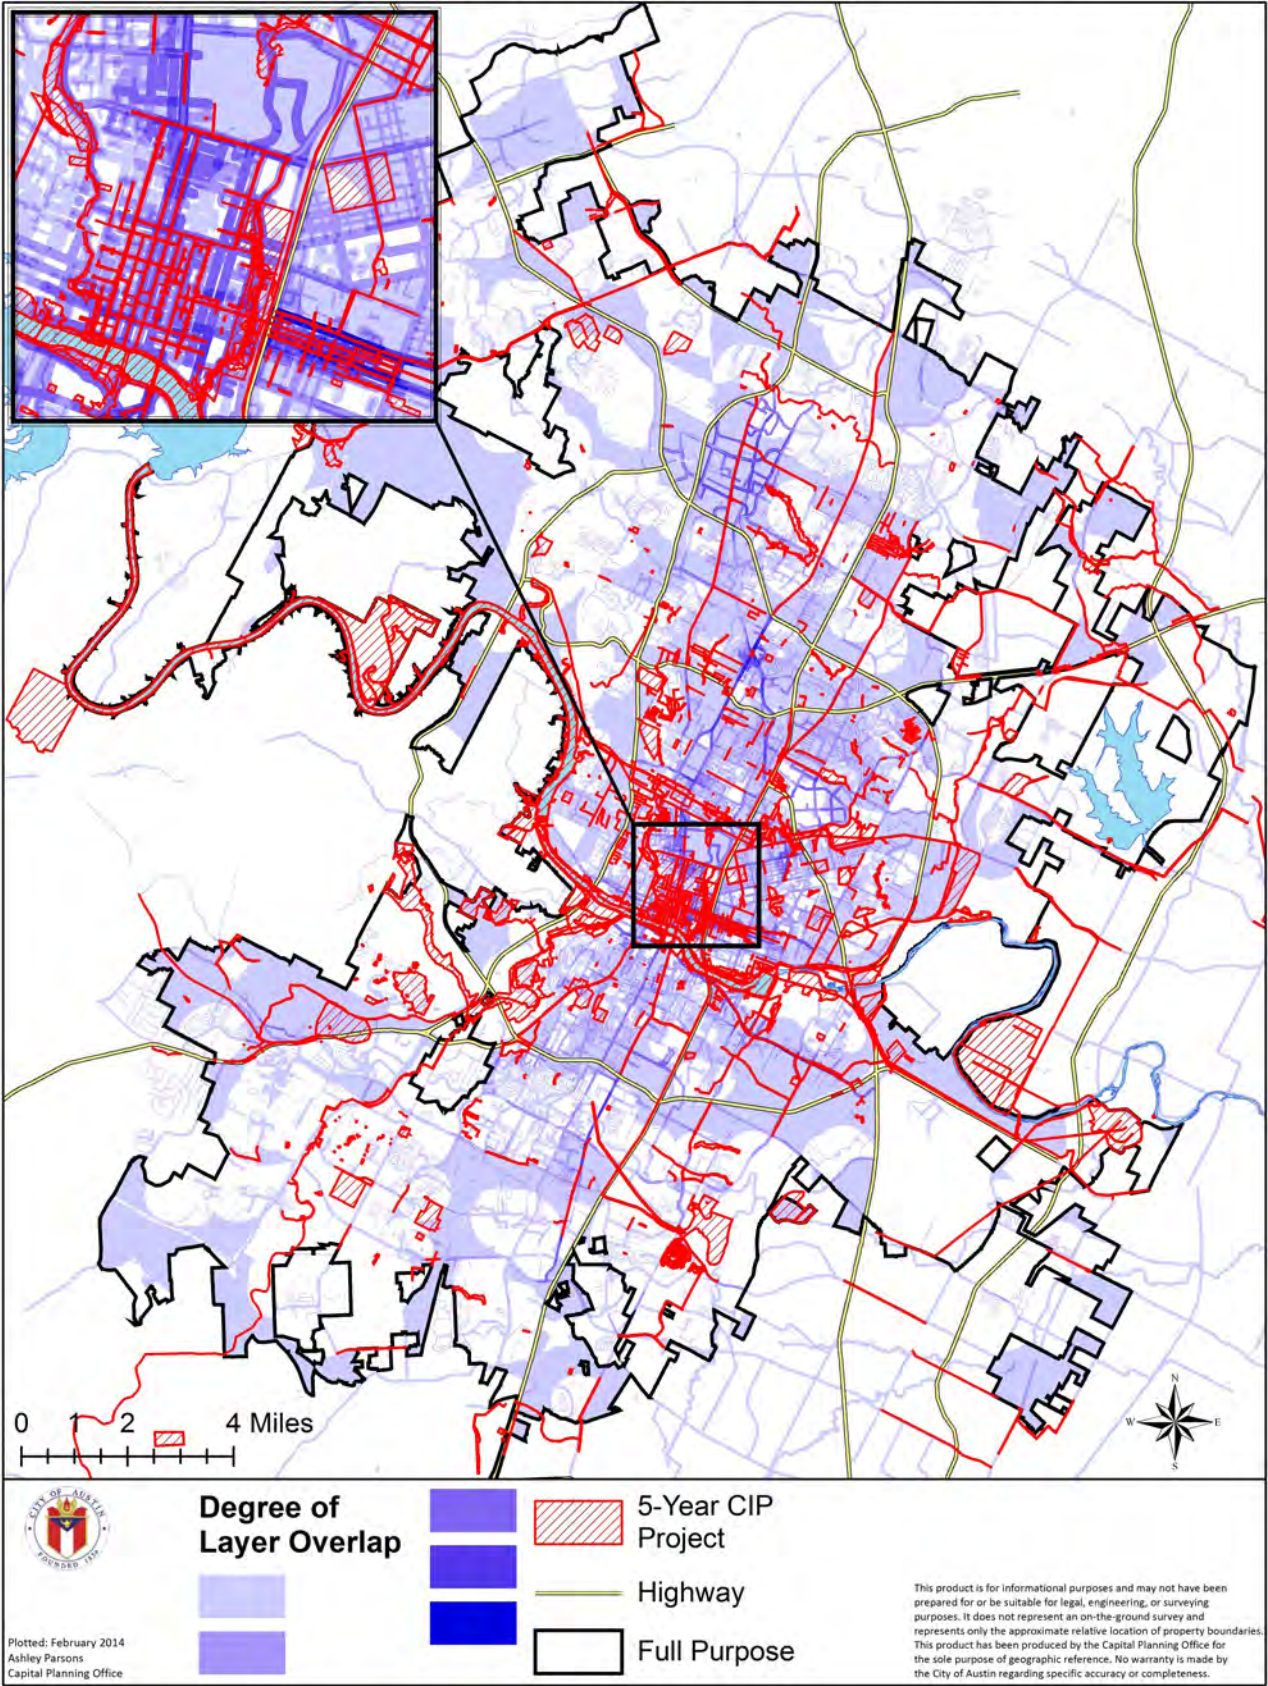 0 1 2 4 Miles
N
W E
S
CITY OF AUSTIN
FOUNDED 1839
Degree of
Layer Overlap
5-Year CIP
Project
Highway
Full Purpose
Plotted: February 2014
Ashley Parsons
Capital Planning Office
This product is for informational purposes and may not have been
prepared for or be suitable for legal, engineering, or surveying
purposes. It does not represent an on-the-ground survey and
represents only the approximate relative location of property boundaries.
This product has been produced by the Capital Planning Office for
the sole purpose of geographic reference. No warranty is made by
the City of Austin regarding specific accuracy or completeness.